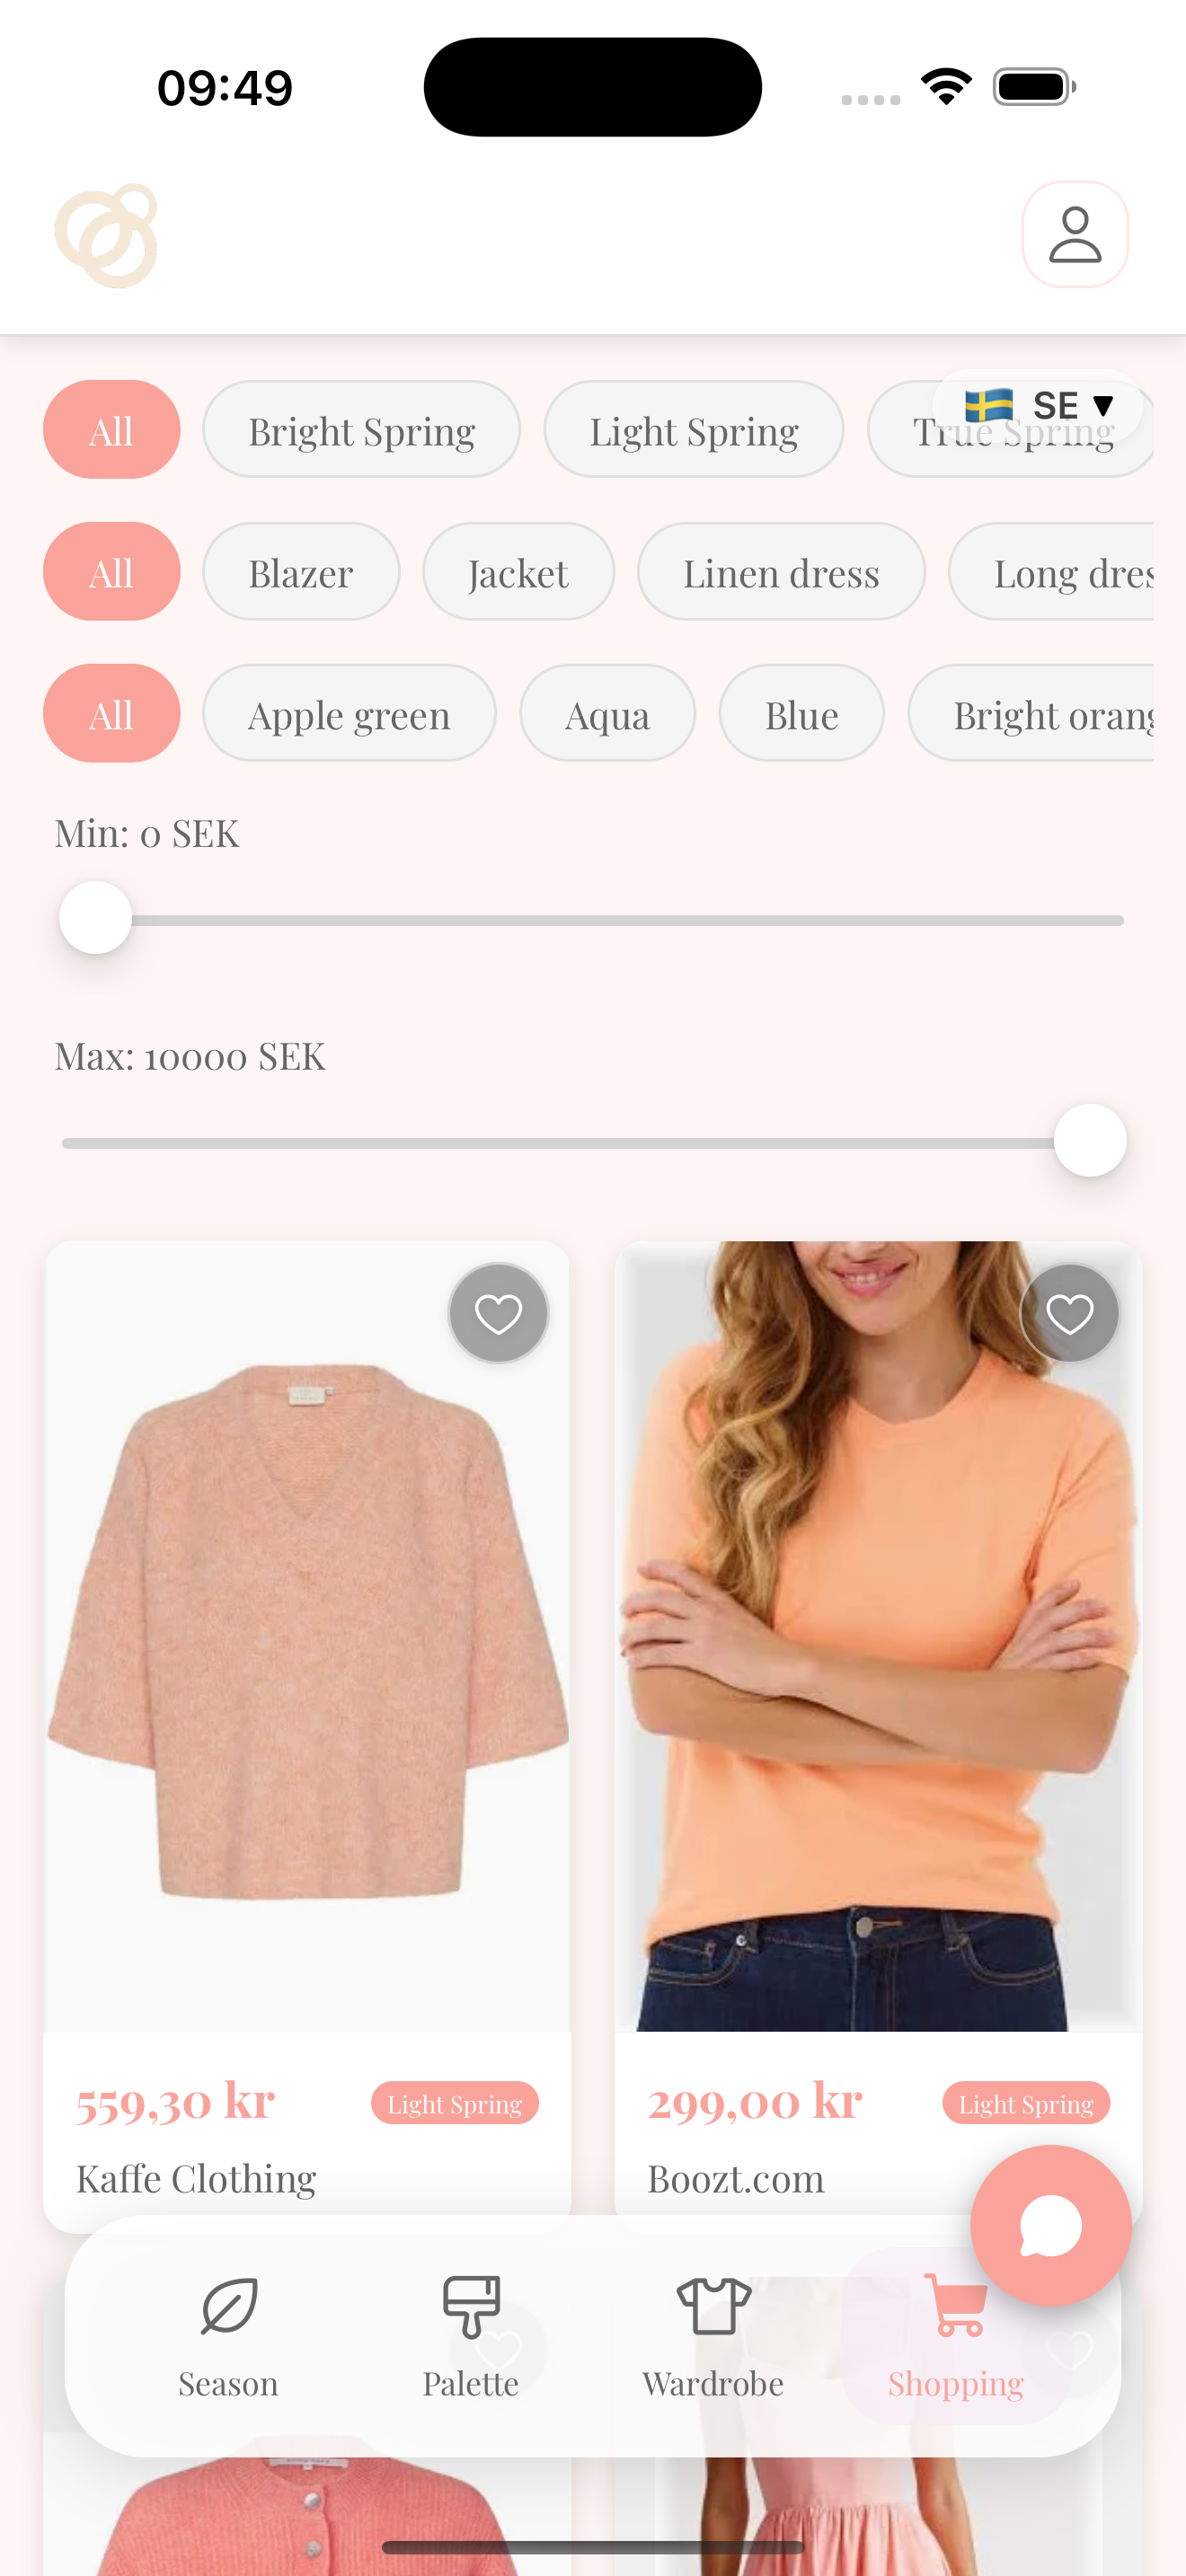 09:49
SE ▼
All Bright Spring Light Spring True Spring
All Blazer Jacket Linen dress Long dres
All Apple green Aqua Blue Bright orang
Min: 0 SEK
Max: 10000 SEK
559,30 kr Light Spring
Kaffe Clothing
299,00 kr Light Spring
Boozt.com
Season Palette Wardrobe Shopping